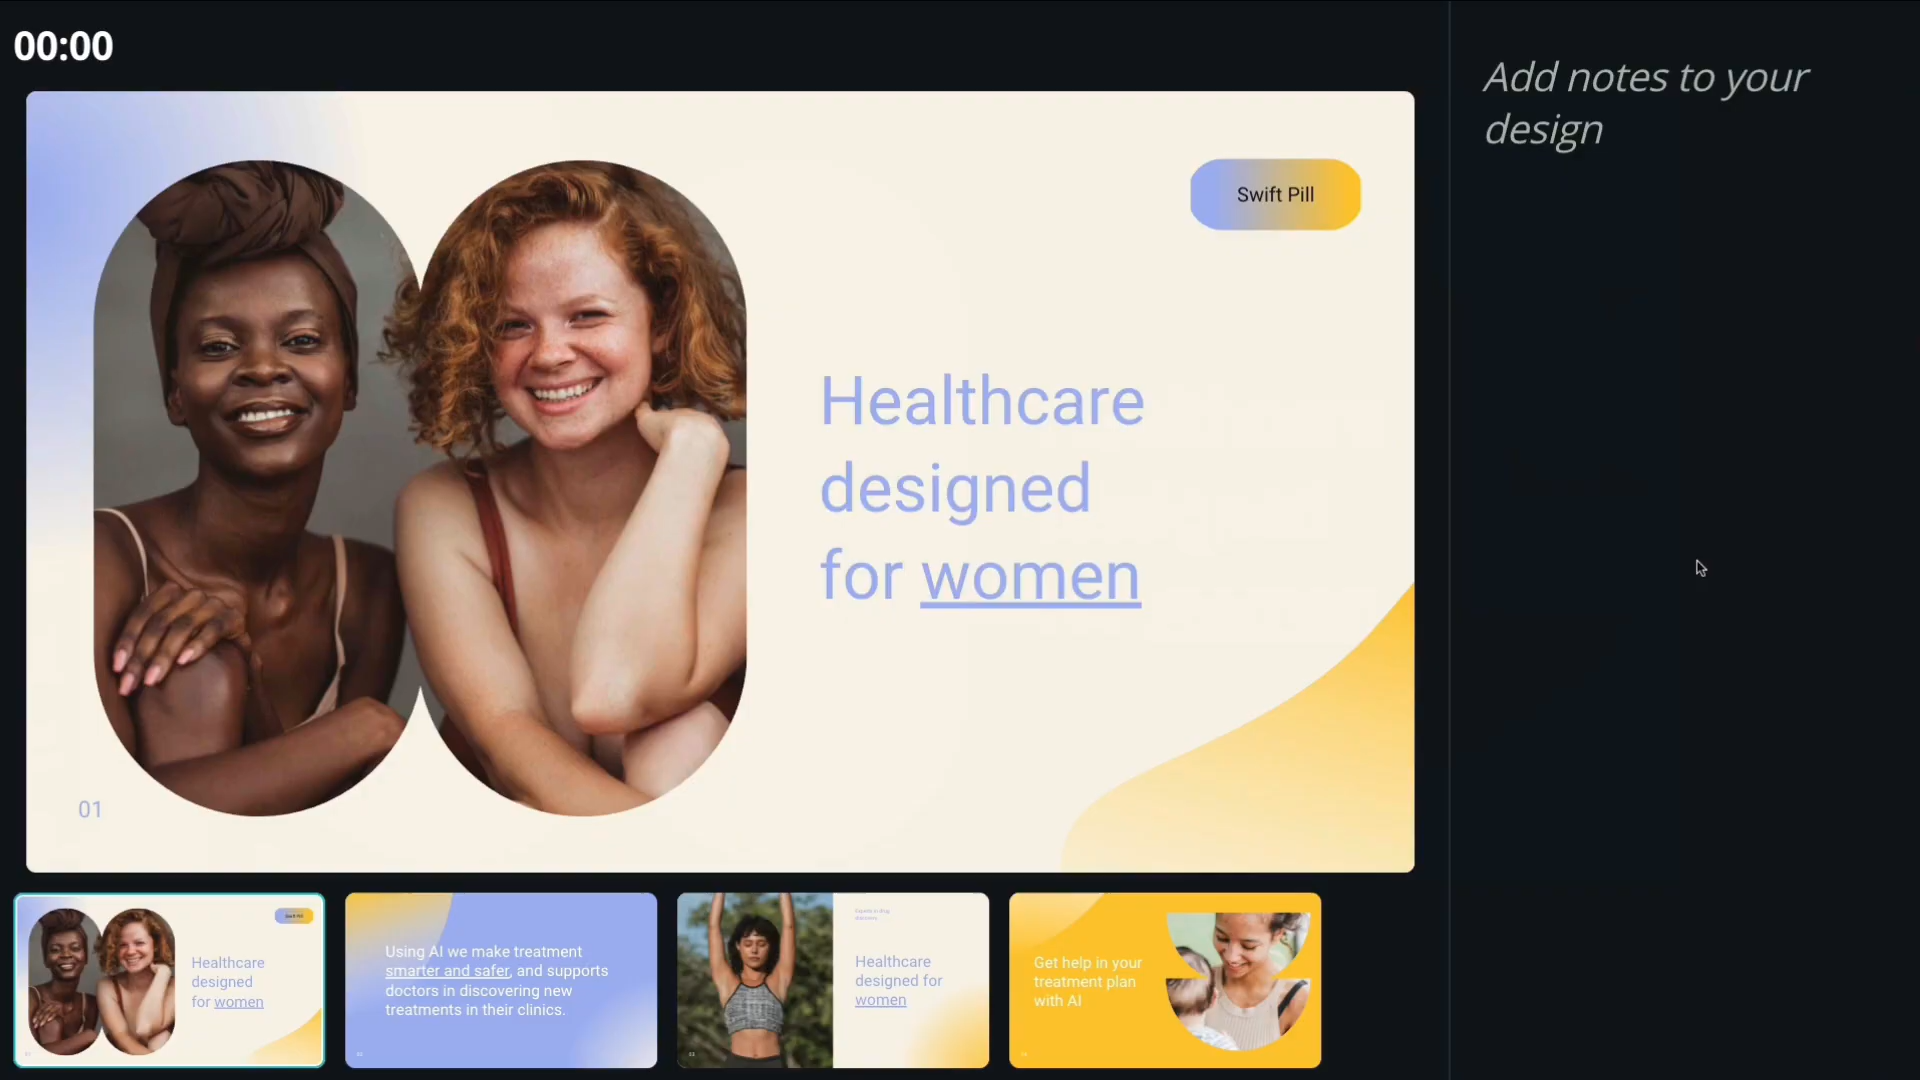 00:00
Add notes to your
design
Swift Pill
Healthcare
designed
for women
01
Healthcare
designed
for women
Using AI we make treatment
smarter and safer, and supports
doctors in discovering new
treatments in their clinics.
Healthcare
designed for
women
Get help in your
treatment plan
with AI